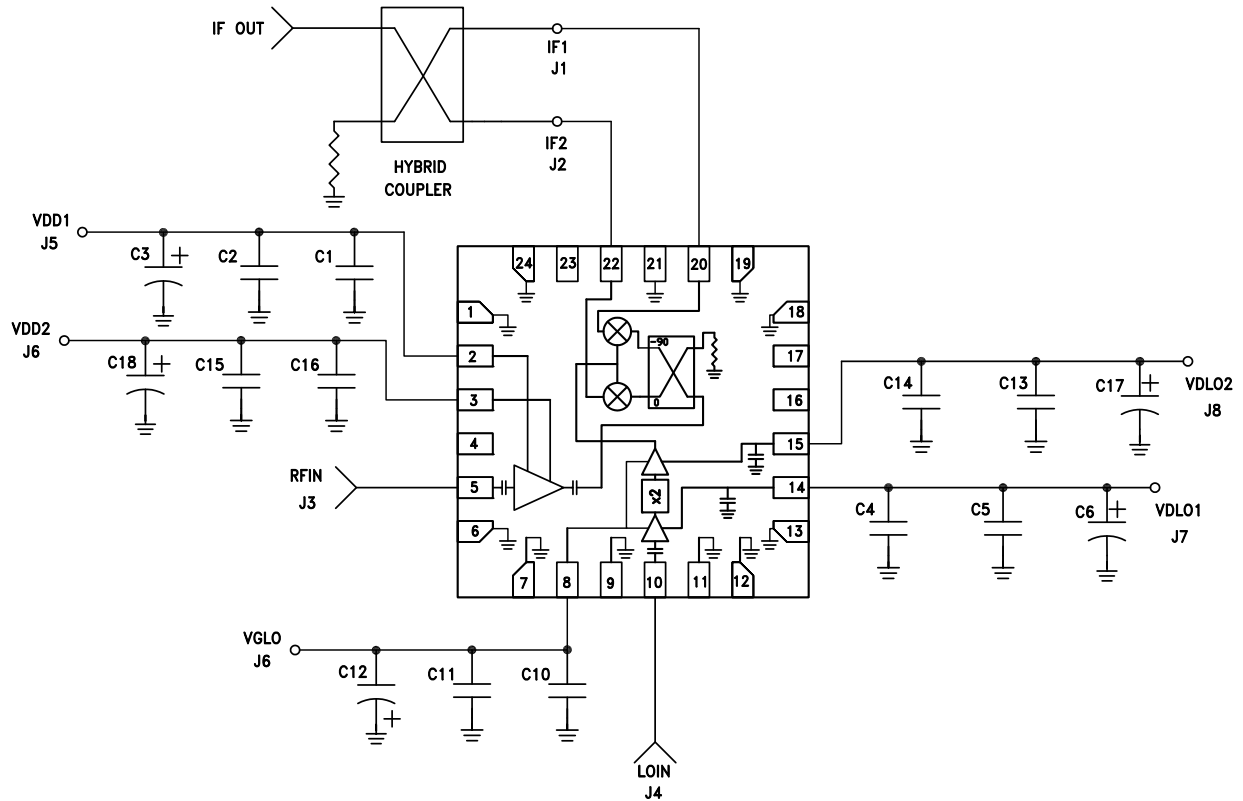 IF OUT
IF1
J1
IF2
J2
HYBRID
COUPLER
VDD1
J5
C3
+
C2
C1
VDD2
J6
C18
+
C15
C16
24
23
22
21
20
19
1
2
3
4
5
6
18
17
16
15
14
13
-90
0
x2
7
8
9
10
11
12
RFIN
J3
C14
C13
C17
+
VDLO2
J8
C4
C5
C6
+
VDLO1
J7
VGLO
J6
C12
+
C11
C10
LOIN
J4